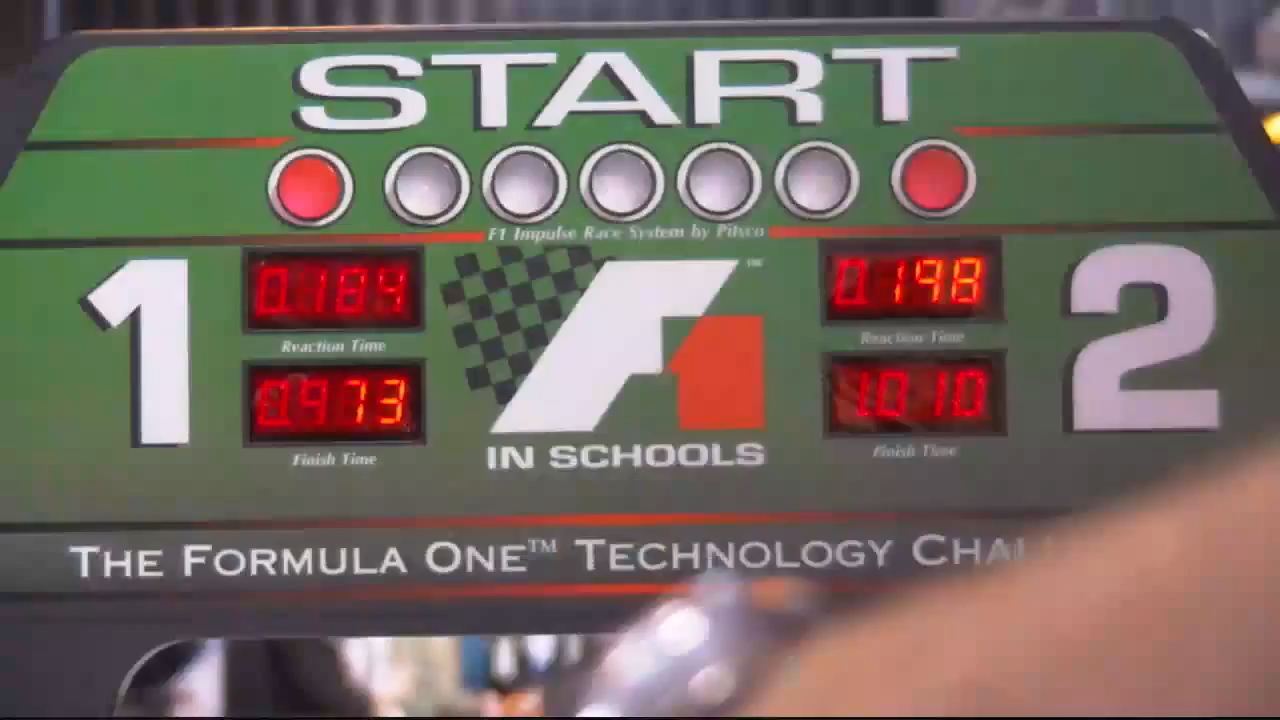 START
F1 Impulse Race System by Pitsco
1
0.184
Reaction Time
0.973
Finish Time
™
IN SCHOOLS
0.198
Reaction Time
1.010
Finish Time
2
THE FORMULA ONE™ TECHNOLOGY